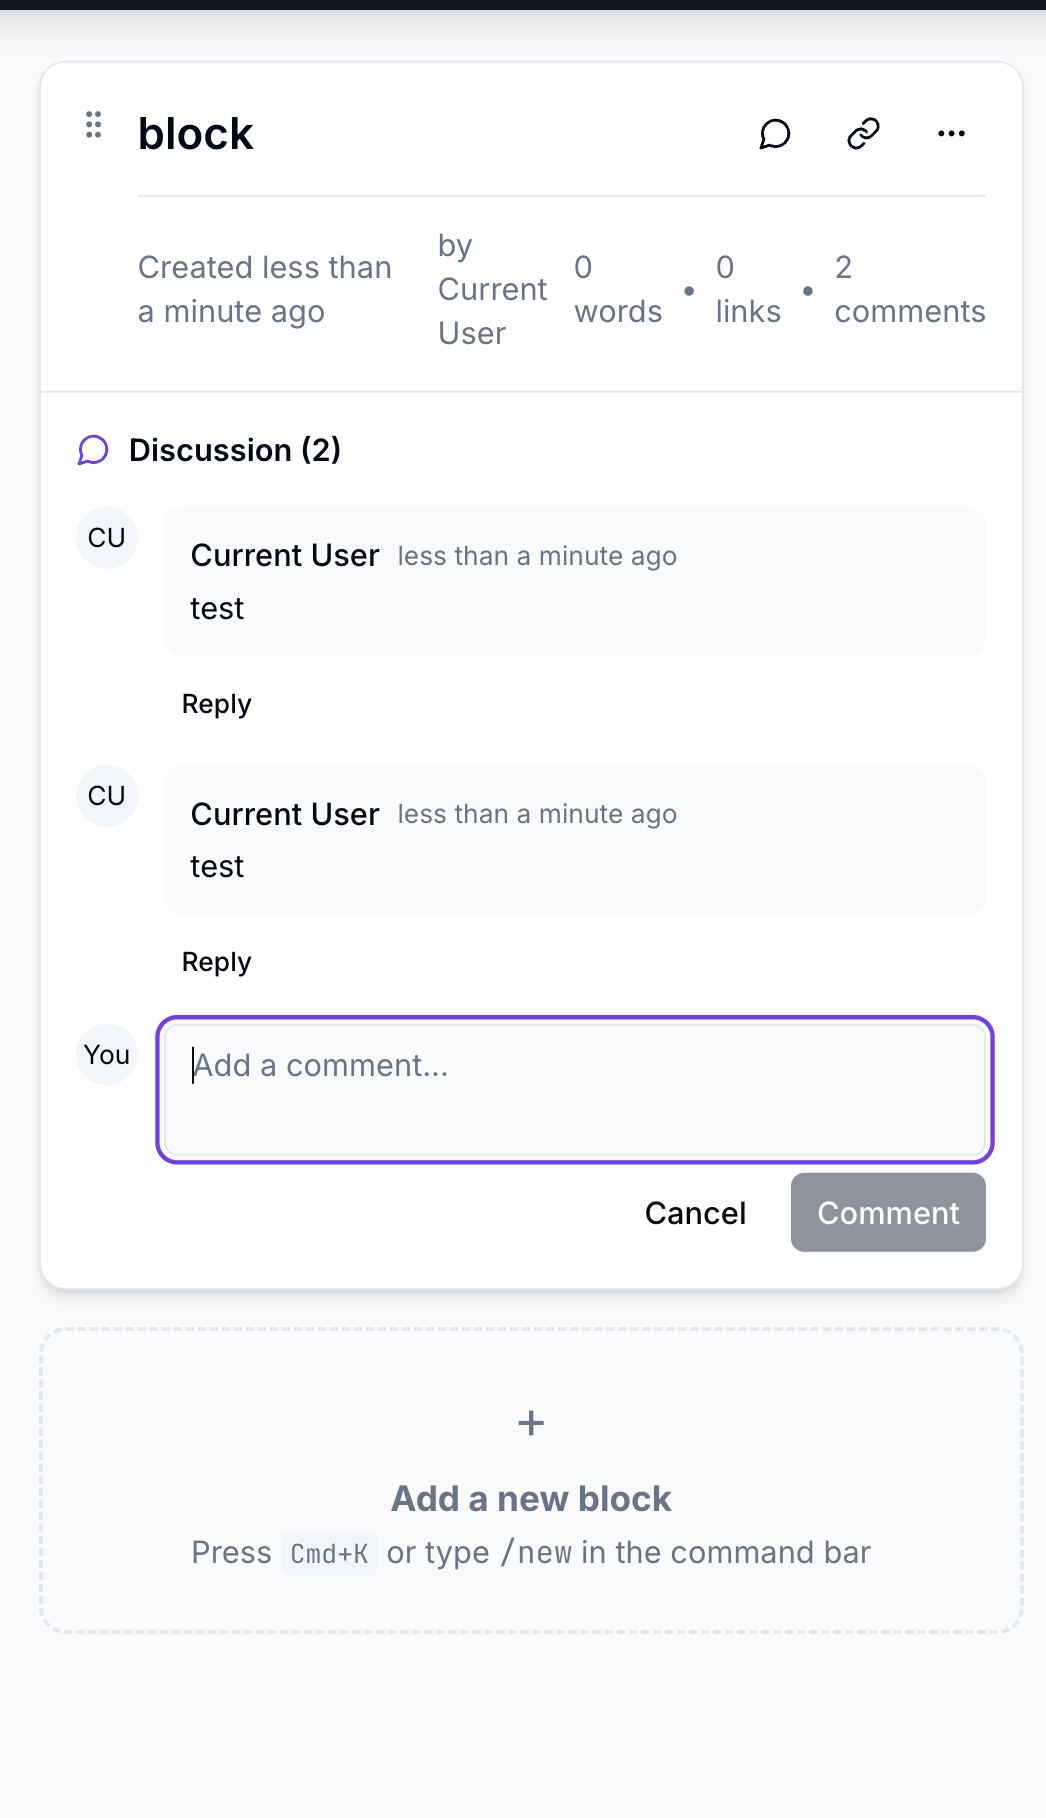 block
Created less than
a minute ago
by
Current
User
0
words
•
0
links
•
2
comments
Discussion (2)
CU
Current User less than a minute ago
test
Reply
CU
Current User less than a minute ago
test
Reply
You
Add a comment...
Cancel
Comment
+
Add a new block
Press Cmd+K or type /new in the command bar